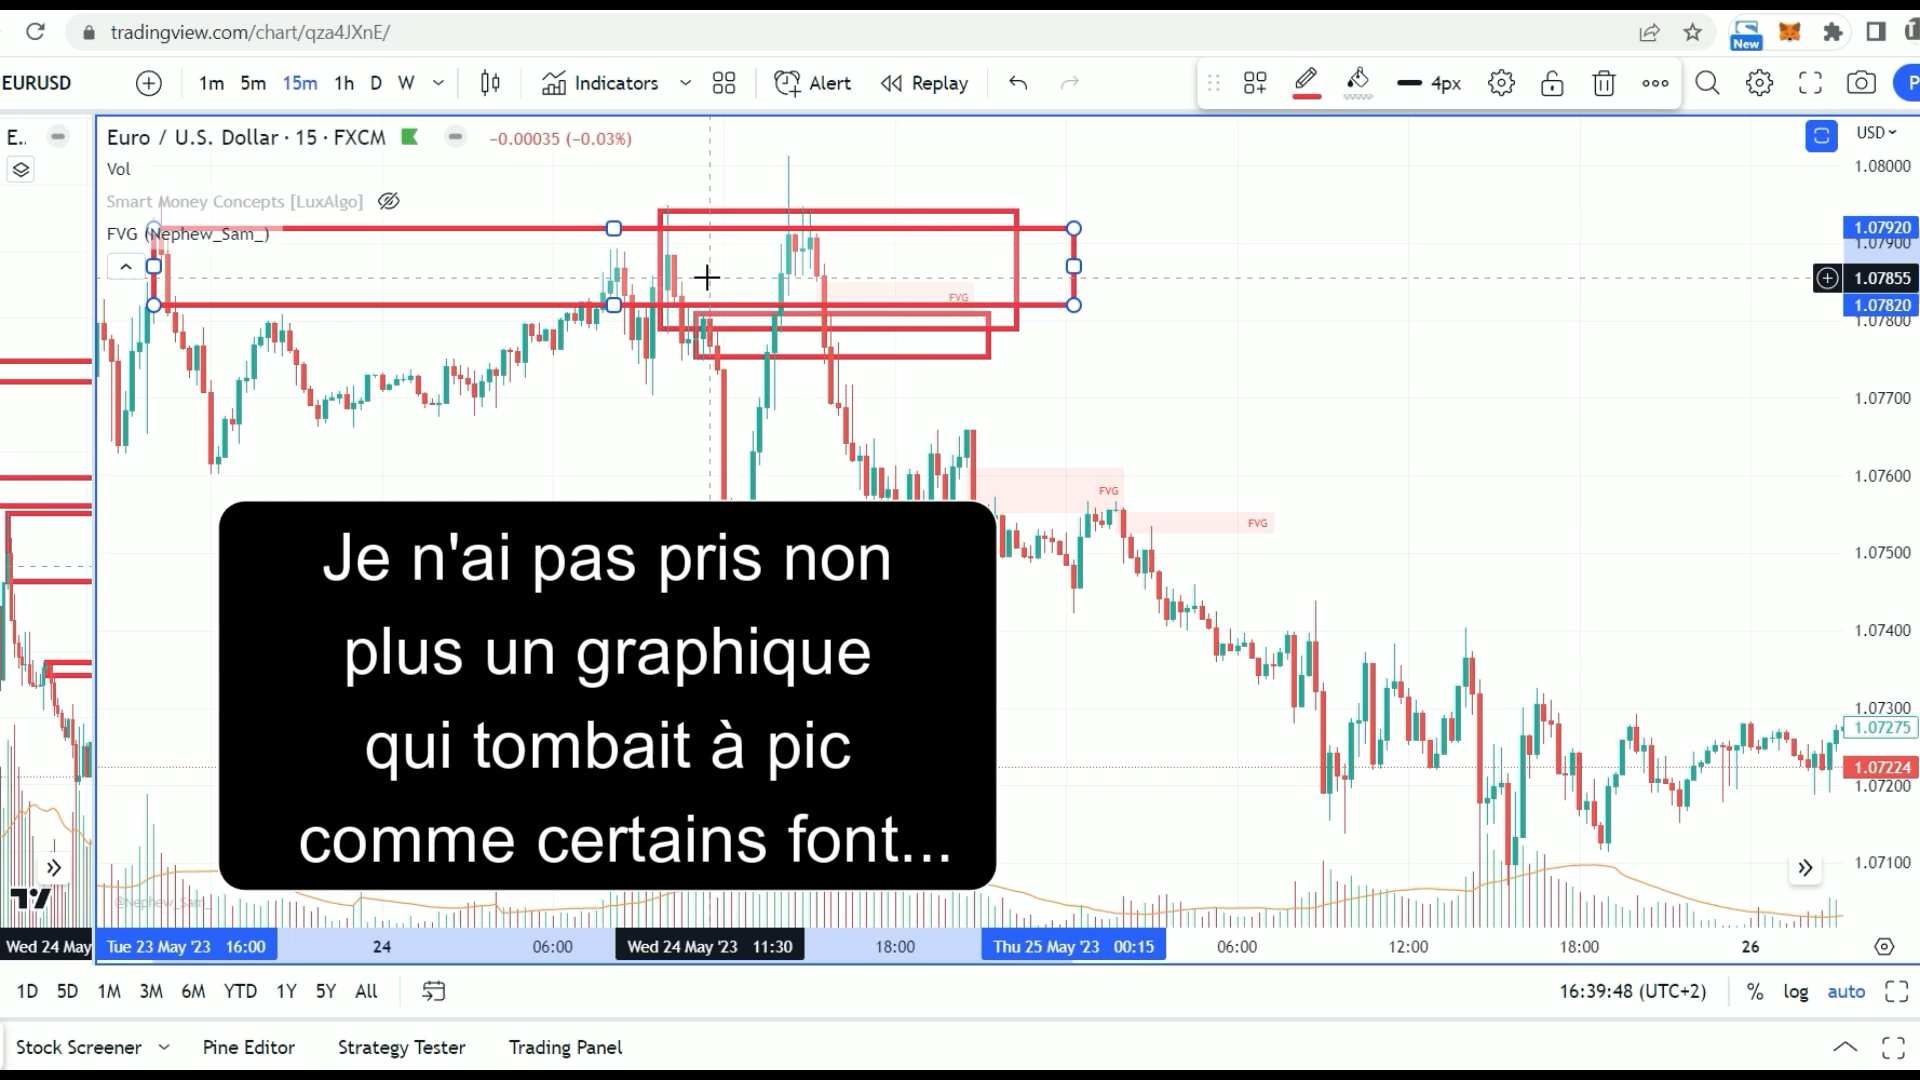 tradingview.com/chart/qza4JXnE/
New
EURUSD 1m 5m 15m 1h D W Indicators Alert Replay 4px
E.. Euro / U.S. Dollar · 15 · FXCM −0.00035 (−0.03%) USD
Vol
Smart Money Concepts [LuxAlgo]
FVG (Nephew_Sam_)
1.08000
1.07920
1.07900
1.07855
1.07820
1.07800
1.07700
1.07600
1.07500
1.07400
1.07300
1.07275
1.07224
1.07200
1.07100
FVG
FVG
FVG
Je n'ai pas pris non
plus un graphique
qui tombait à pic
comme certains font...
@Nephew_Sam_
Wed 24 May Tue 23 May '23 16:00 24 06:00 Wed 24 May '23 11:30 18:00 Thu 25 May '23 00:15 06:00 12:00 18:00 26
1D 5D 1M 3M 6M YTD 1Y 5Y All 16:39:48 (UTC+2) % log auto
Stock Screener Pine Editor Strategy Tester Trading Panel